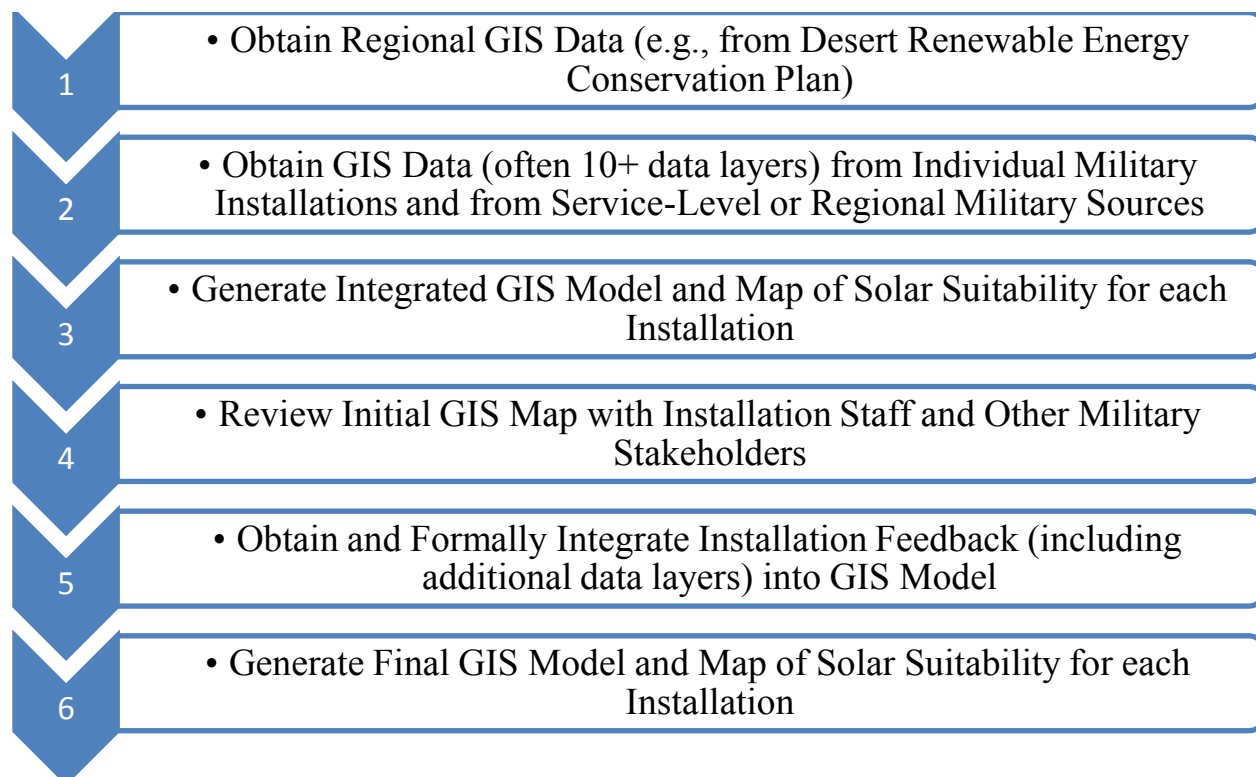 1
• Obtain Regional GIS Data (e.g., from Desert Renewable Energy
Conservation Plan)
2
• Obtain GIS Data (often 10+ data layers) from Individual Military
Installations and from Service-Level or Regional Military Sources
3
• Generate Integrated GIS Model and Map of Solar Suitability for each
Installation
4
• Review Initial GIS Map with Installation Staff and Other Military
Stakeholders
5
• Obtain and Formally Integrate Installation Feedback (including
additional data layers) into GIS Model
6
• Generate Final GIS Model and Map of Solar Suitability for each
Installation